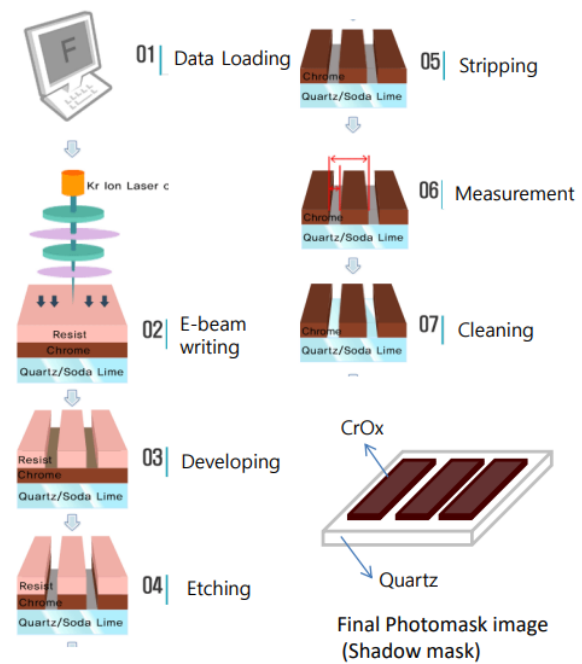 F
01 Data Loading
Kr Ion Laser c
Resist
Chrome
Quartz/Soda Lime
02 E-beam
writing
Resist
Chrome
Quartz/Soda Lime
03 Developing
Resist
Chrome
Quartz/Soda Lime
04 Etching
Chrome
Quartz/Soda Lime
05 Stripping
Chrome
Quartz/Soda Lime
06 Measurement
Chrome
Quartz/Soda Lime
07 Cleaning
CrOx
Quartz
Final Photomask image
(Shadow mask)